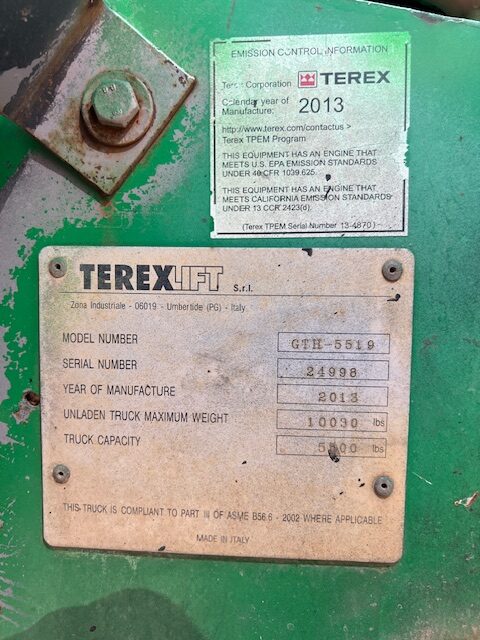 EMISSION CONTROL INFORMATION
Terex Corporation TEREX
Calendar year of Manufacture: 2013
http://www.terex.com/contactus >
Terex TPEM Program
THIS EQUIPMENT HAS AN ENGINE THAT
MEETS U.S. EPA EMISSION STANDARDS
UNDER 40 CFR 1039.625.
THIS EQUIPMENT HAS AN ENGINE THAT
MEETS CALIFORNIA EMISSION STANDARDS
UNDER 13 CCR 2423(d).
(Terex TPEM Serial Number 13-4870)
TEREXLIFT S.r.l.
Zona Industriale - 06019 - Umbertide (PG) - Italy
MODEL NUMBER GTH-5519
SERIAL NUMBER 24998
YEAR OF MANUFACTURE 2013
UNLADEN TRUCK MAXIMUM WEIGHT 10030 lbs
TRUCK CAPACITY 5500 lbs
THIS TRUCK IS COMPLIANT TO PART III OF ASME B56.6 - 2002 WHERE APPLICABLE
MADE IN ITALY